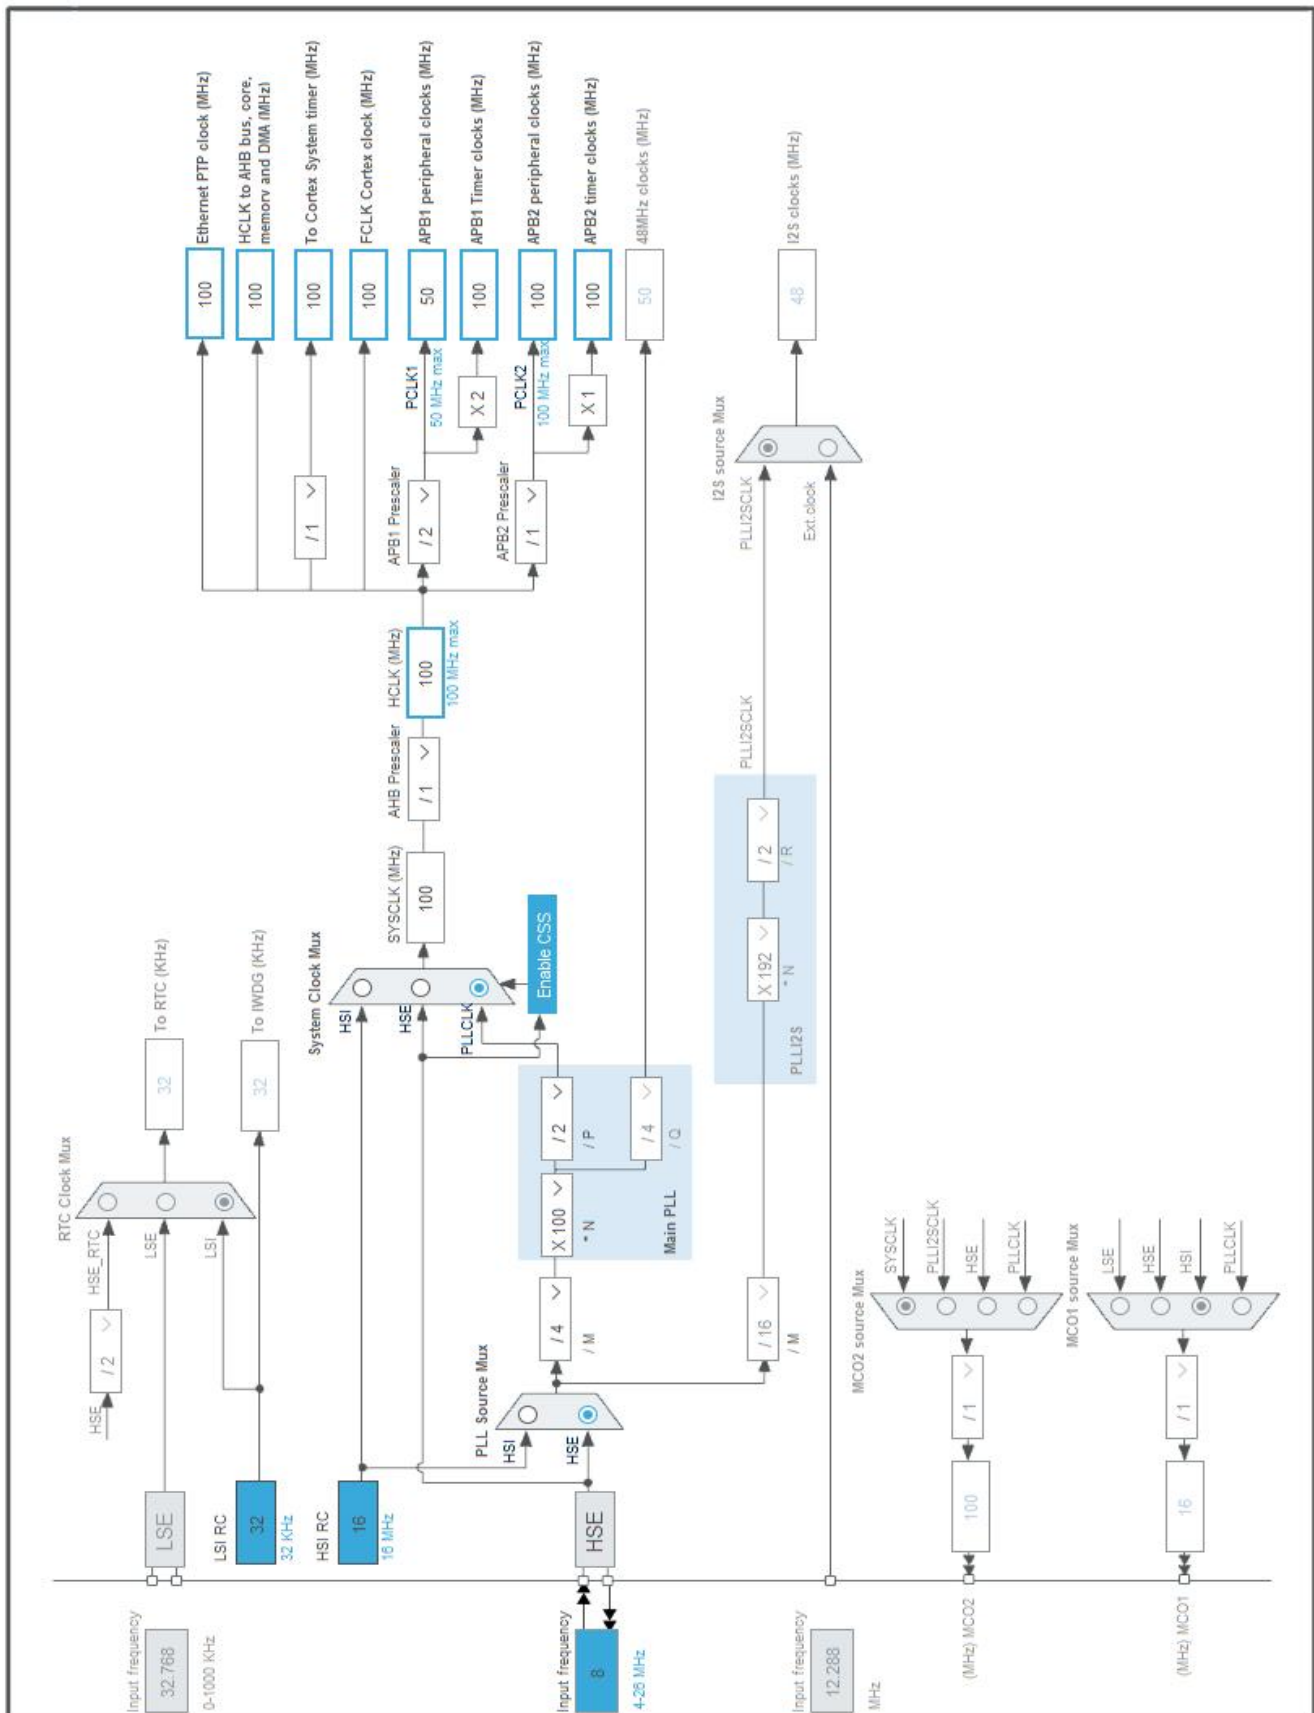 Input frequency
32.768
0-1000 KHz
LSE
HSE
/ 2
HSE_RTC
LSE
LSI
RTC Clock Mux
32
To RTC (KHz)
LSI RC
32
32 KHz
32
To IWDG (KHz)
HSI RC
16
16 MHz
System Clock Mux
HSI
HSE
PLLCLK
Enable CSS
SYSCLK (MHz)
100
AHB Prescaler
/ 1
HCLK (MHz)
100
100 MHz max
100
Ethernet PTP clock (MHz)
100
HCLK to AHB bus, core,
memory and DMA (MHz)
/ 1
100
To Cortex System timer (MHz)
100
FCLK Cortex clock (MHz)
APB1 Prescaler
/ 2
PCLK1
50 MHz max
50
APB1 peripheral clocks (MHz)
X 2
100
APB1 Timer clocks (MHz)
APB2 Prescaler
/ 1
PCLK2
100 MHz max
100
APB2 peripheral clocks (MHz)
X 1
100
APB2 timer clocks (MHz)
50
48MHz clocks (MHz)
Input frequency
8
4-26 MHz
HSE
PLL Source Mux
HSI
HSE
/ 4
/ M
X 100
* N
/ 2
/ P
/ 4
/ Q
Main PLL
/ 16
/ M
X 192
* N
/ 2
/ R
PLLI2S
PLLI2SCLK
PLLI2SCLK
I2S source Mux
Ext.clock
48
I2S clocks (MHz)
Input frequency
12.288
MHz
MCO2 source Mux
SYSCLK
PLLI2SCLK
HSE
PLLCLK
/ 1
100
(MHz) MCO2
MCO1 source Mux
LSE
HSE
HSI
PLLCLK
/ 1
16
(MHz) MCO1